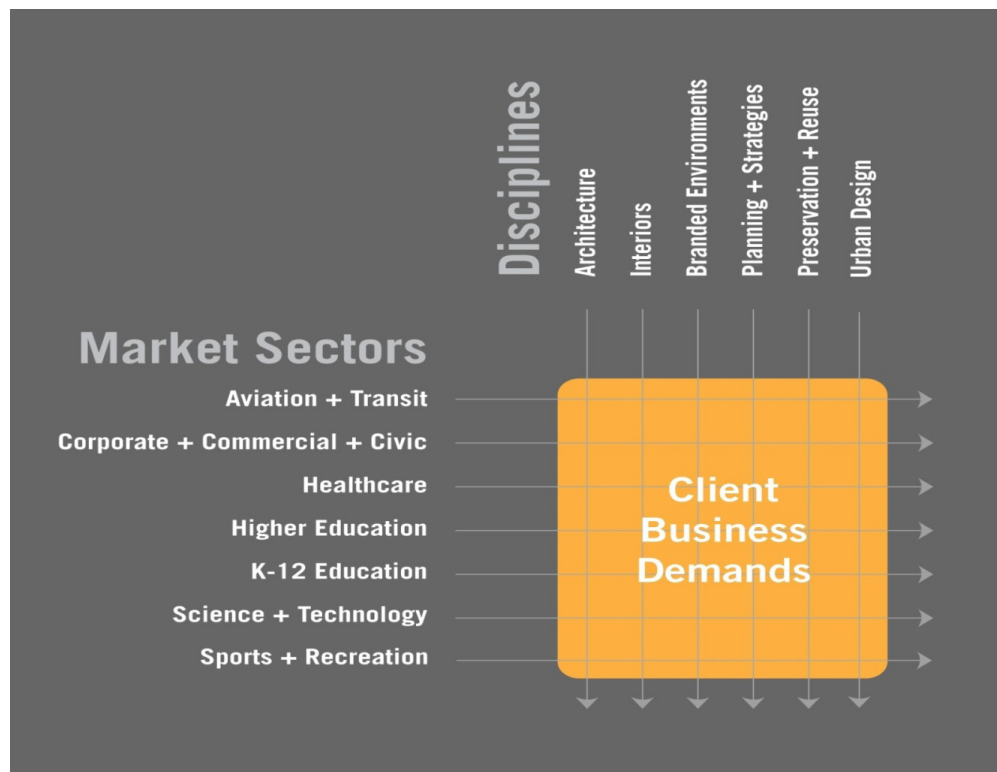 Disciplines
Architecture
Interiors
Branded Environments
Planning + Strategies
Preservation + Reuse
Urban Design
Market Sectors
Aviation + Transit
Corporate + Commercial + Civic
Healthcare
Higher Education
K-12 Education
Science + Technology
Sports + Recreation
Client
Business
Demands